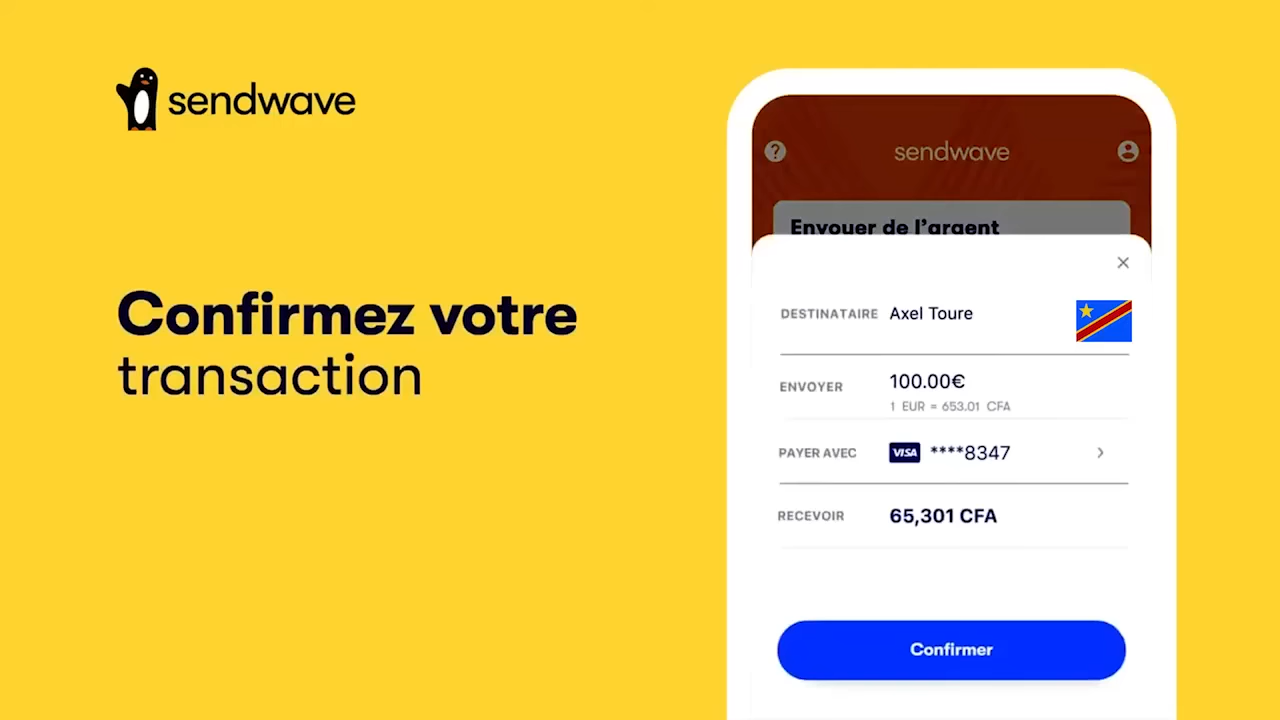 sendwave
Confirmez votre
transaction
?
sendwave
Envoyer de l'argent
DESTINATAIRE Axel Toure
ENVOYER 100.00€
1 EUR = 653.01 CFA
PAYER AVEC VISA ****8347
RECEVOIR 65,301 CFA
Confirmer